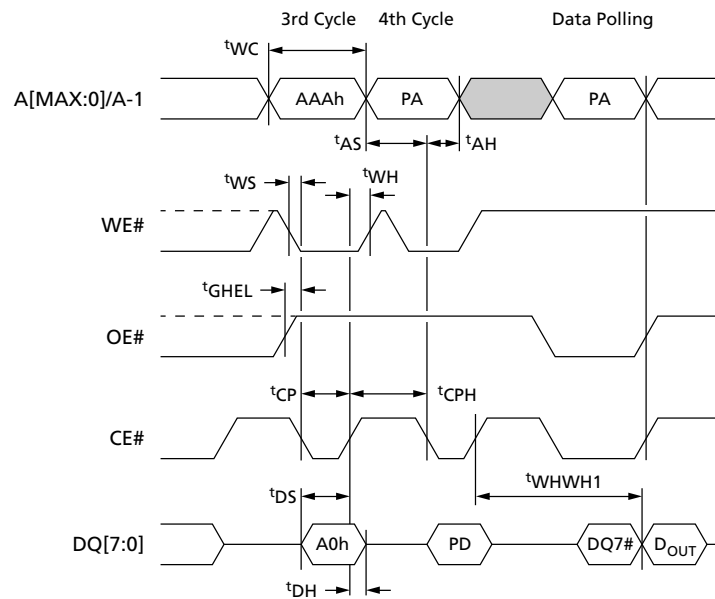 3rd Cycle 4th Cycle Data Polling
tWC
A[MAX:0]/A-1 AAAh PA PA
tAS tAH
tWS tWH
WE#
tGHEL
OE#
tCP tCPH
CE#
tWHWH1
tDS
DQ[7:0] A0h PD DQ7# DOUT
tDH